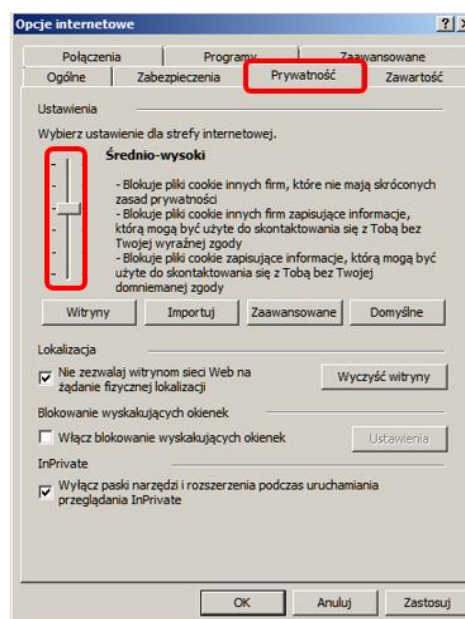 Opcje internetowe
Połączenia Programy Zaawansowane
Ogólne Zabezpieczenia Prywatność Zawartość
Ustawienia
Wybierz ustawienie dla strefy internetowej.
Średnio-wysoki
- Blokuje pliki cookie innych firm, które nie mają skróconych
zasad prywatności
- Blokuje pliki cookie innych firm zapisujące informacje,
którą mogą być użyte do skontaktowania się z Tobą bez
Twojej wyraźnej zgody
- Blokuje pliki cookie zapisujące informacje, którą mogą być
użyte do skontaktowania się z Tobą bez Twojej
domniemanej zgody
Witryny Importuj Zaawansowane Domyślne
Lokalizacja
Nie zezwalaj witrynom sieci Web na
żądanie fizycznej lokalizacji
Wyczyść witryny
Blokowanie wyskakujących okienek
Włącz blokowanie wyskakujących okienek Ustawienia
InPrivate
Wyłącz paski narzędzi i rozszerzenia podczas uruchamiania
przeglądania InPrivate
OK Anuluj Zastosuj